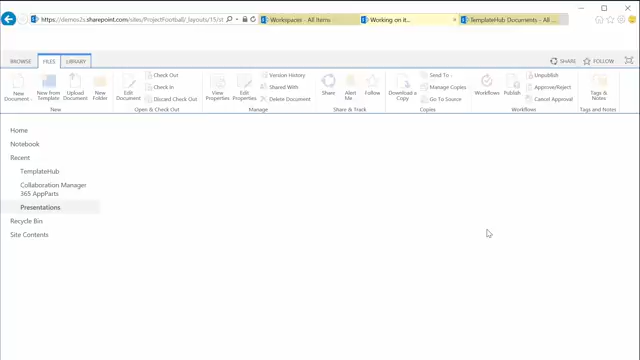 https://demos2s.sharepoint.com/sites/ProjectFootball/_layouts/15/st
Workspaces - All Items
Working on it...
TemplateHub Documents - All ...
BROWSE FILES LIBRARY
SHARE FOLLOW
New Document
New from Template
Upload Document
New Folder
New
Edit Document
Check Out
Check In
Discard Check Out
Open & Check Out
View Properties
Edit Properties
Version History
Shared With
Delete Document
Manage
Share
Alert Me
Follow
Share & Track
Download a Copy
Send To
Manage Copies
Go To Source
Copies
Workflows
Publish
Unpublish
Approve/Reject
Cancel Approval
Workflows
Tags & Notes
Tags and Notes
Home
Notebook
Recent
TemplateHub
Collaboration Manager
365 AppParts
Presentations
Recycle Bin
Site Contents